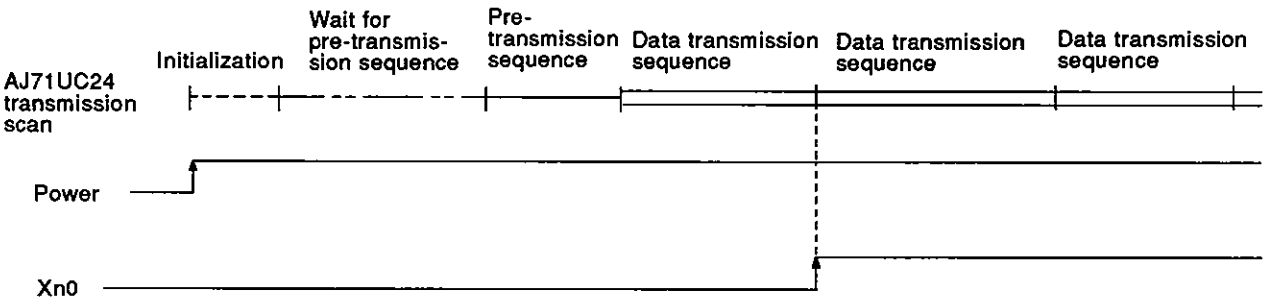 Initialization
Wait for
pre-transmis-
sion sequence
Pre-
transmission
sequence
Data transmission
sequence
Data transmission
sequence
Data transmission
sequence
AJ71UC24
transmission
scan
Power
Xn0